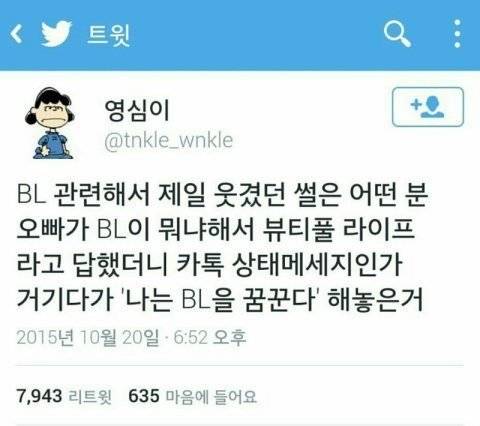 트윗
영심이
@tnkle_wnkle
BL 관련해서 제일 웃겼던 썰은 어떤 분
오빠가 BL이 뭐냐해서 뷰티풀 라이프
라고 답했더니 카톡 상태메세지인가
거기다가 '나는 BL을 꿈꾼다' 해놓은거
2015년 10월 20일 · 6:52 오후
7,943 리트윗 635 마음에 들어요